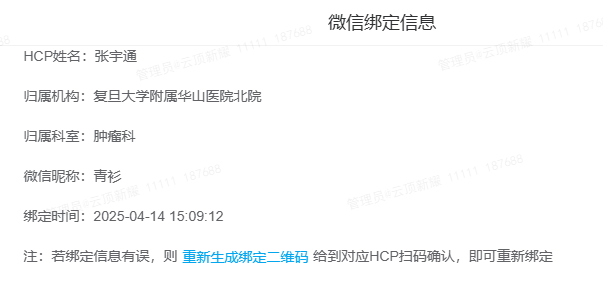 微信绑定信息
HCP姓名：张宇通
归属机构：复旦大学附属华山医院北院
归属科室：肿瘤科
微信昵称：青衫
绑定时间：2025-04-14 15:09:12
注：若绑定信息有误，则 重新生成绑定二维码 给到对应HCP扫码确认，即可重新绑定